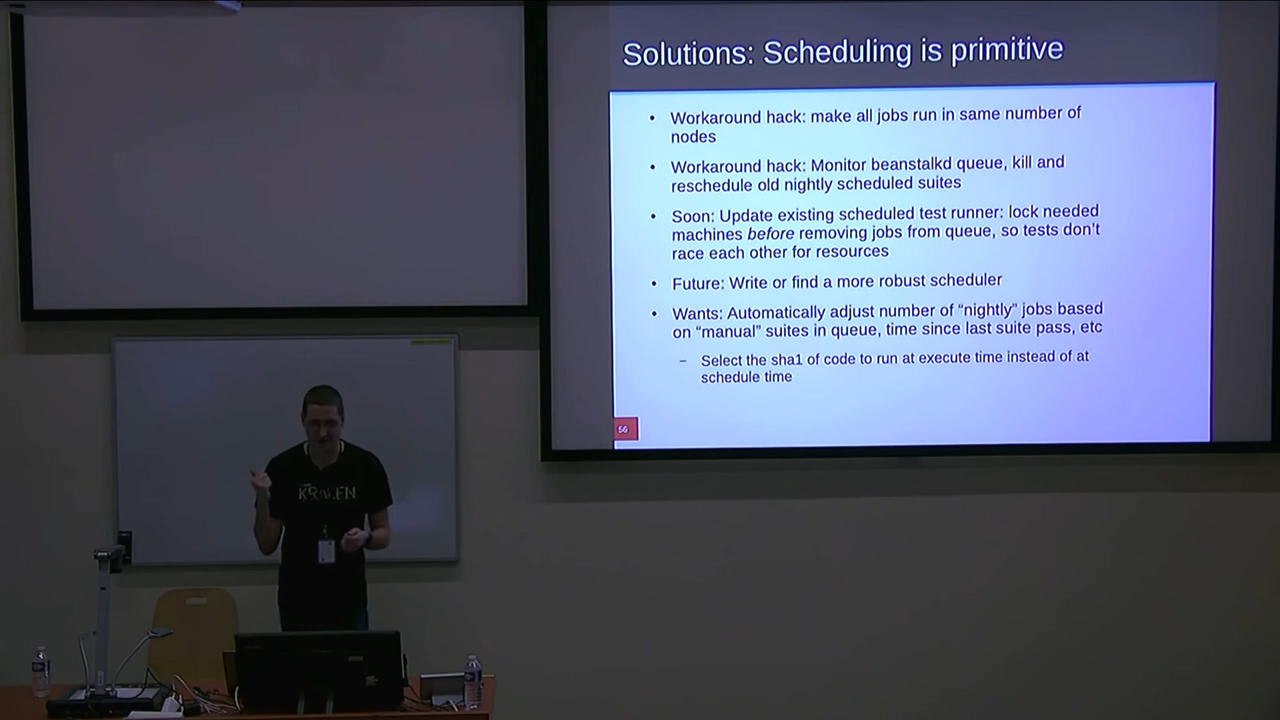 Solutions: Scheduling is primitive
• Workaround hack: make all jobs run in same number of
nodes
• Workaround hack: Monitor beanstalkd queue, kill and
reschedule old nightly scheduled suites
• Soon: Update existing scheduled test runner: lock needed
machines before removing jobs from queue, so tests don't
race each other for resources
• Future: Write or find a more robust scheduler
• Wants: Automatically adjust number of “nightly” jobs based
on “manual” suites in queue, time since last suite pass, etc
– Select the sha1 of code to run at execute time instead of at
schedule time
56